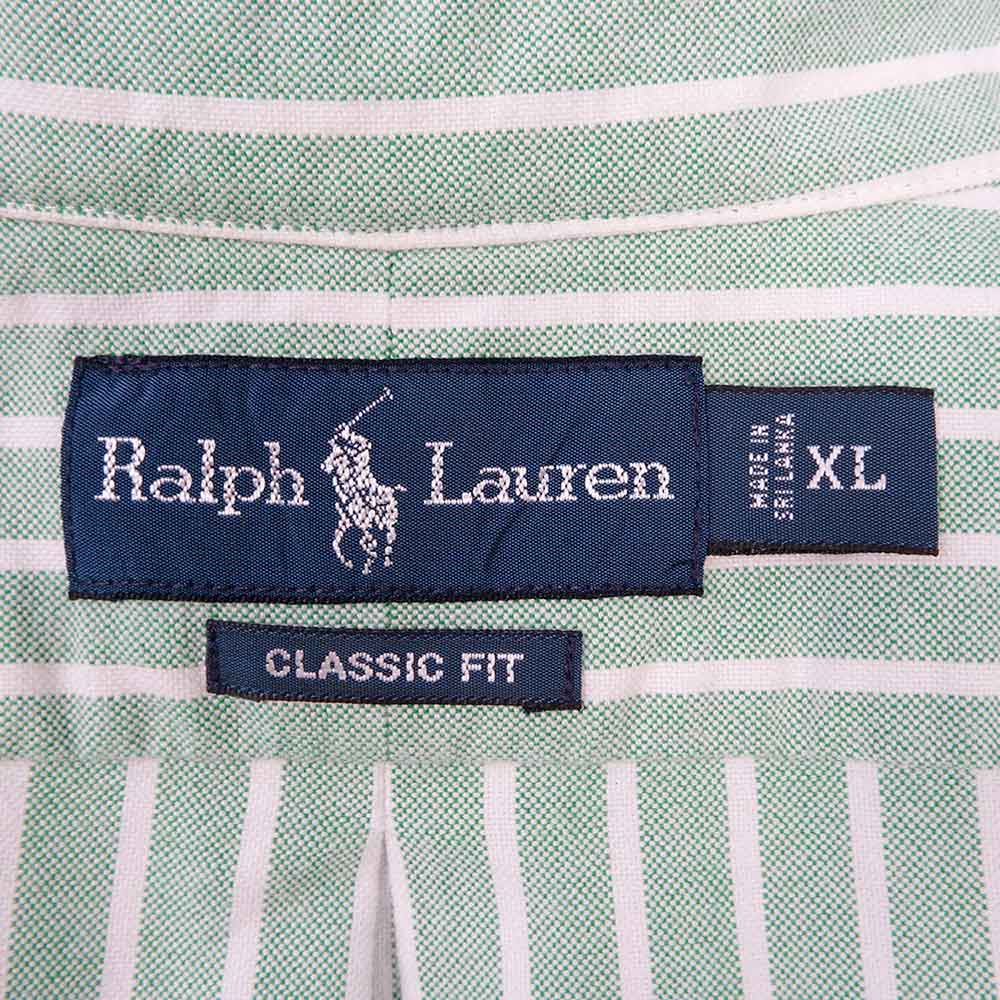 Ralph Lauren
MADE IN
SRI LANKA
XL
CLASSIC FIT